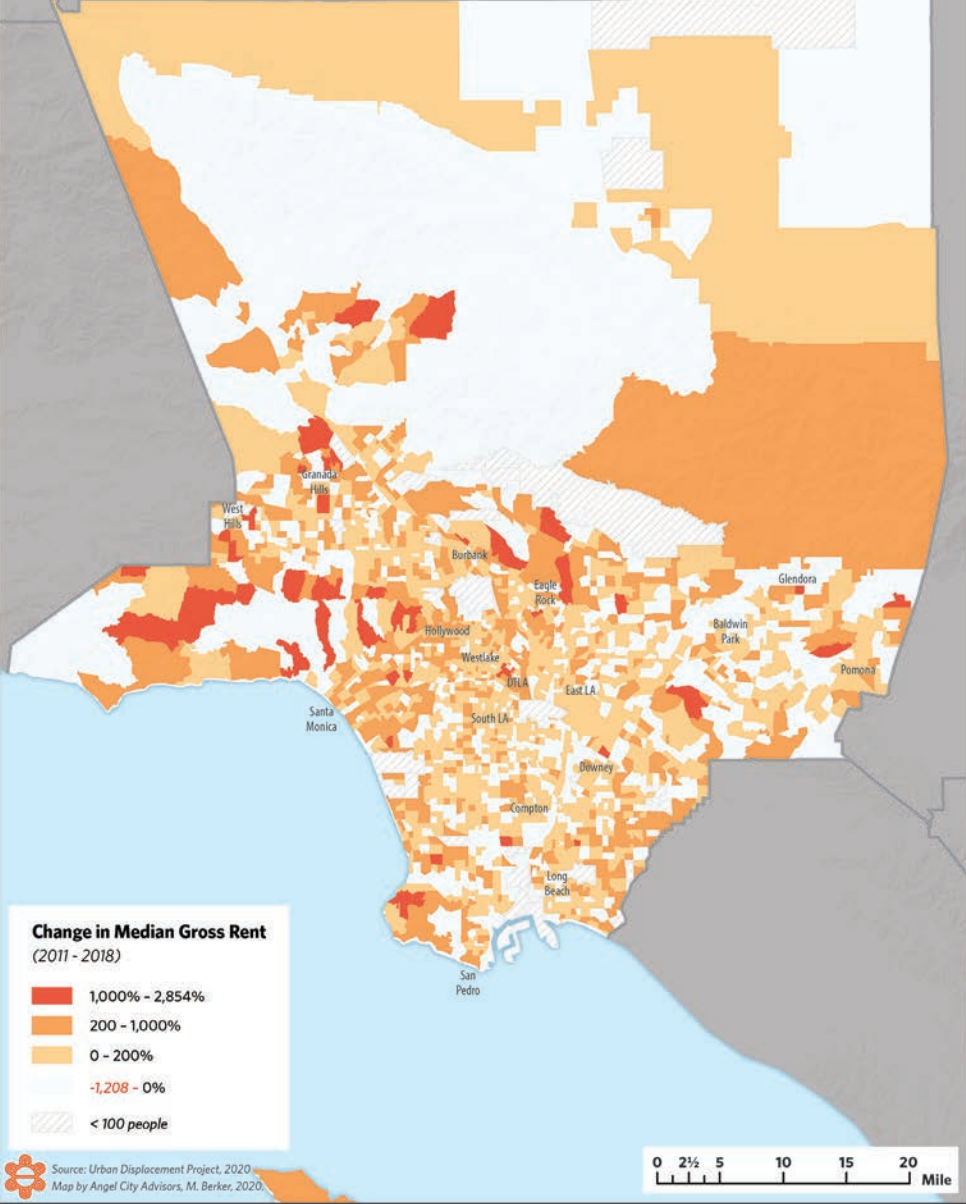 Granada
Hills
West
Hills
Burbank
Eagle
Rock
Glendora
Baldwin
Park
Hollywood
Westlake
Pomona
DTLA
East LA
Santa
Monica
South LA
Downey
Compton
Long
Beach
San
Pedro
Change in Median Gross Rent
(2011 - 2018)
1,000% - 2,854%
200 - 1,000%
0 - 200%
-1,208 - 0%
< 100 people
Source: Urban Displacement Project, 2020
Map by Angel City Advisors, M. Berker, 2020.
0 2½ 5 10 15 20
Mile